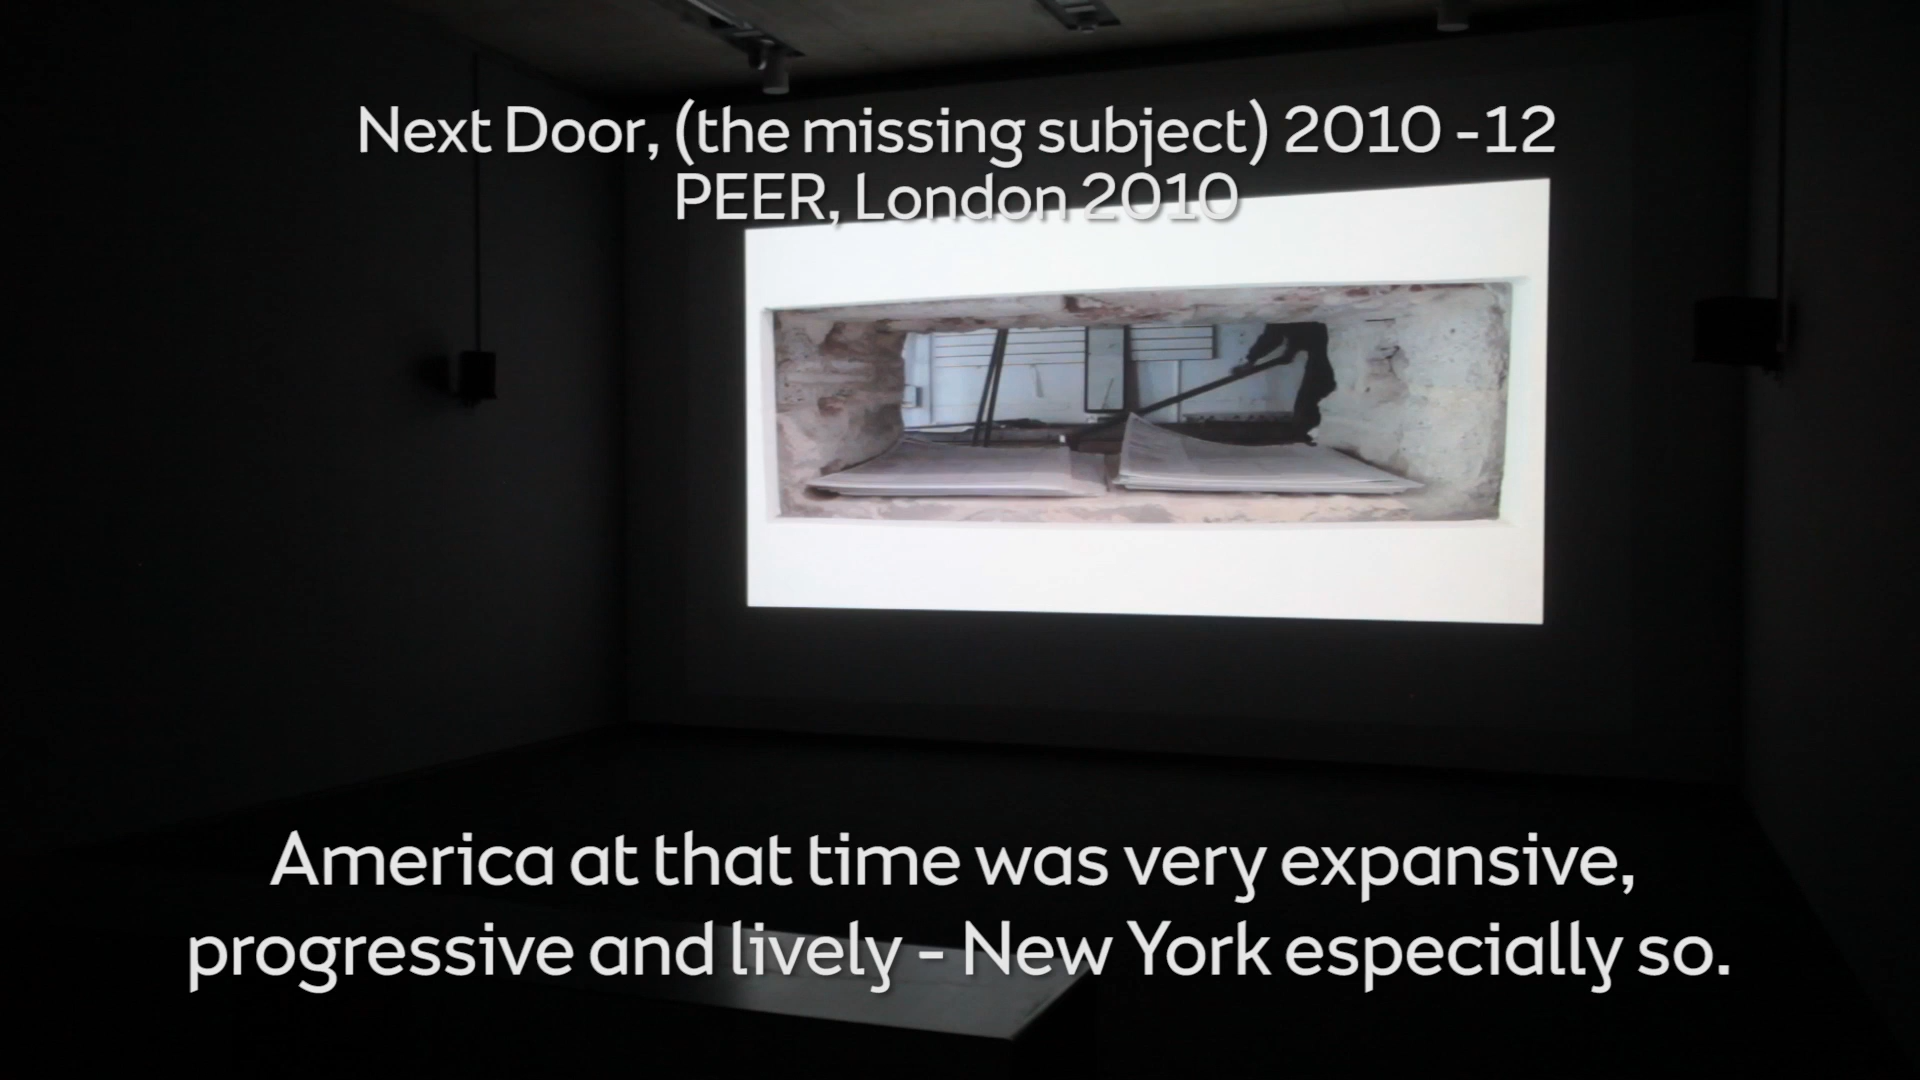 Next Door, (the missing subject) 2010 -12
PEER, London 2010
America at that time was very expansive,
progressive and lively - New York especially so.